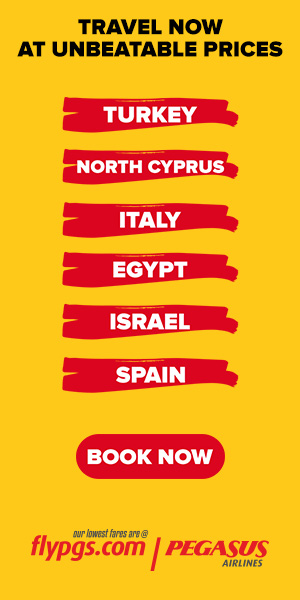 TRAVEL NOW
AT UNBEATABLE PRICES
TURKEY
NORTH CYPRUS
ITALY
EGYPT
ISRAEL
SPAIN
BOOK NOW
our lowest fares are @
flypgs.com | PEGASUS
AIRLINES